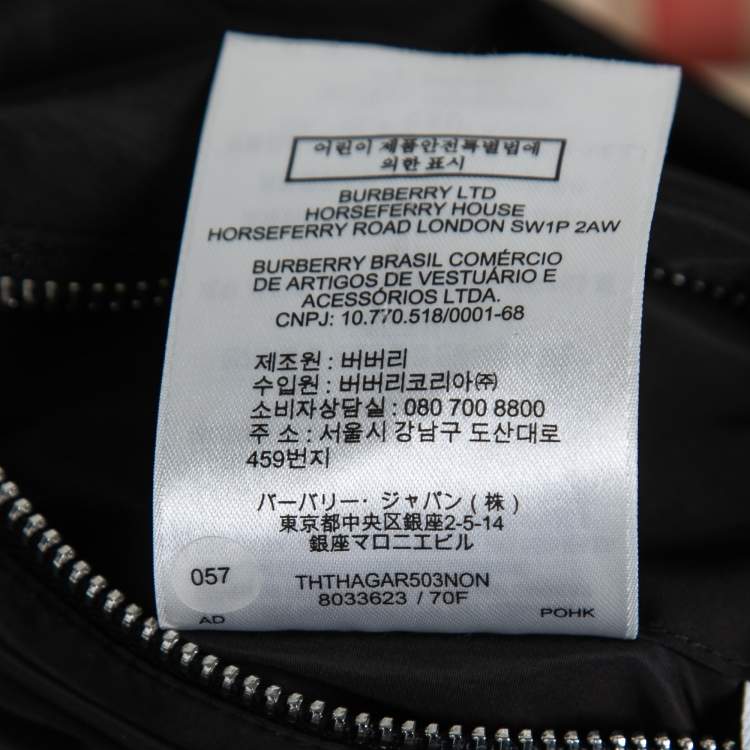 어린이제품안전특별법에
의한 표시
BURBERRY LTD
HORSEFERRY HOUSE
HORSEFERRY ROAD LONDON SW1P 2AW
BURBERRY BRASIL COMÉRCIO
DE ARTIGOS DE VESTUÁRIO E
ACESSÓRIOS LTDA.
CNPJ: 10.770.518/0001-68
제조원 : 버버리
수입원 : 버버리코리아㈜
소비자상담실 : 080 700 8800
주 소 : 서울시 강남구 도산대로
459번지
バーバリー・ジャパン (株)
東京都中央区銀座2-5-14
銀座マロニエビル
057
THTHAGAR503NON
8033623 / 70F
AD
POHK